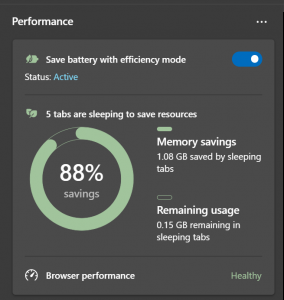 Performance
Save battery with efficiency mode
Status: Active
5 tabs are sleeping to save resources
88%
savings
Memory savings
1.08 GB saved by sleeping
tabs
Remaining usage
0.15 GB remaining in
sleeping tabs
Browser performance
Healthy